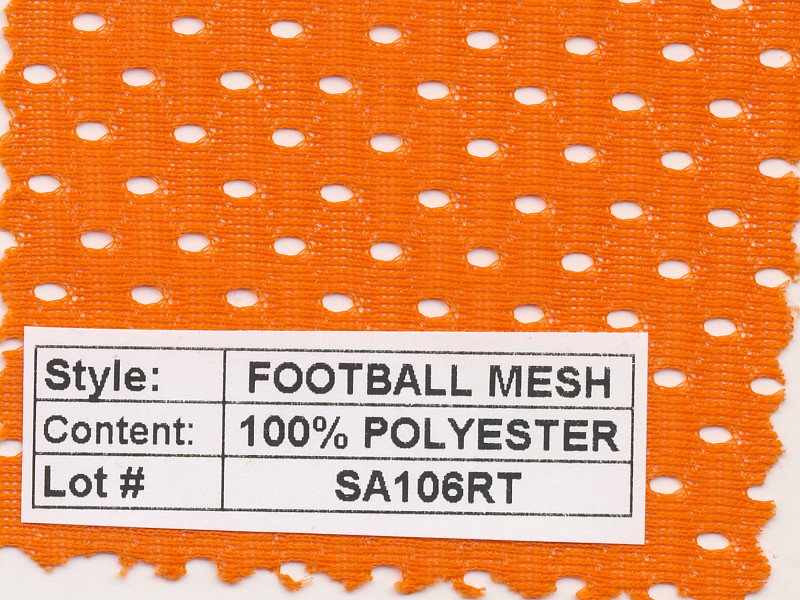 Style: FOOTBALL MESH
Content: 100% POLYESTER
Lot # SA106RT